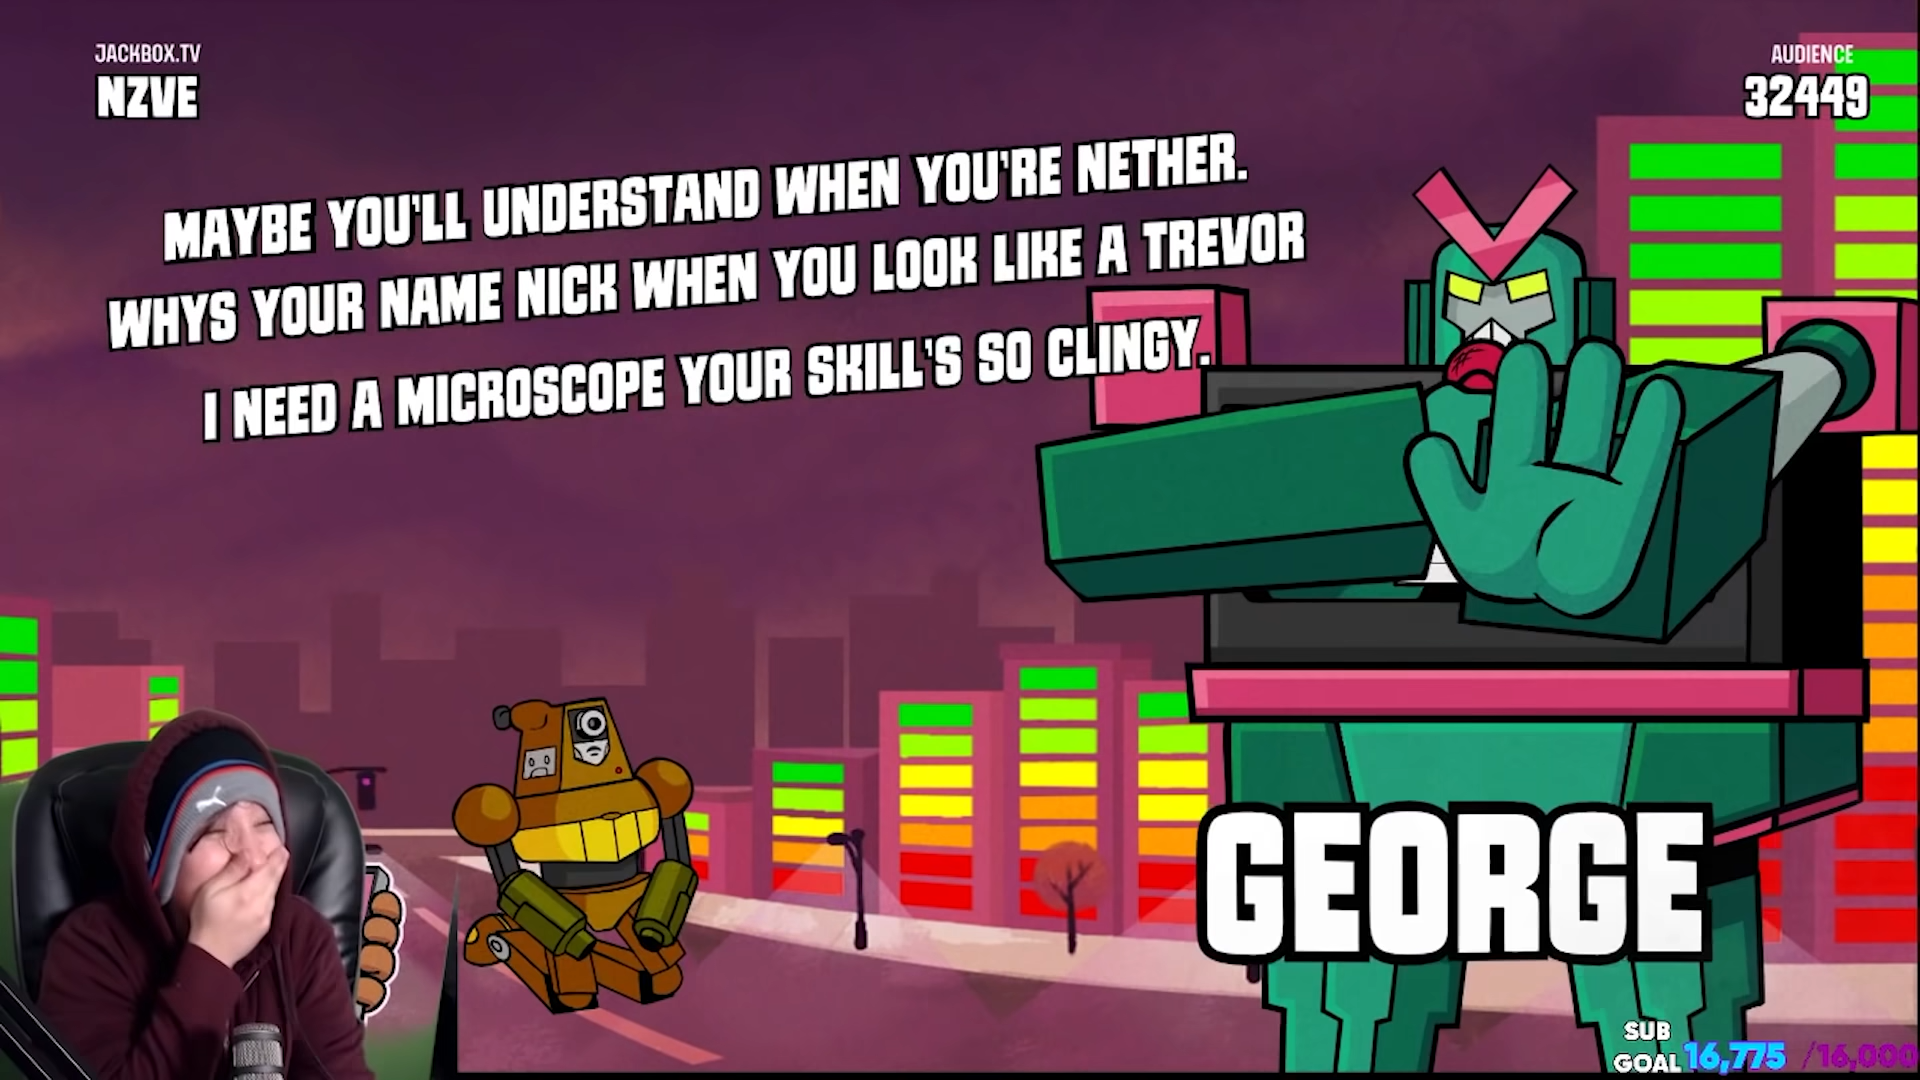 JACKBOX.TV
NZVE
AUDIENCE
32449
MAYBE YOU'LL UNDERSTAND WHEN YOU'RE NETHER.
WHYS YOUR NAME NICK WHEN YOU LOOK LIKE A TREVOR
I NEED A MICROSCOPE YOUR SKILL'S SO CLINGY.
GEORGE
SUB
GOAL 16,775 /16,000